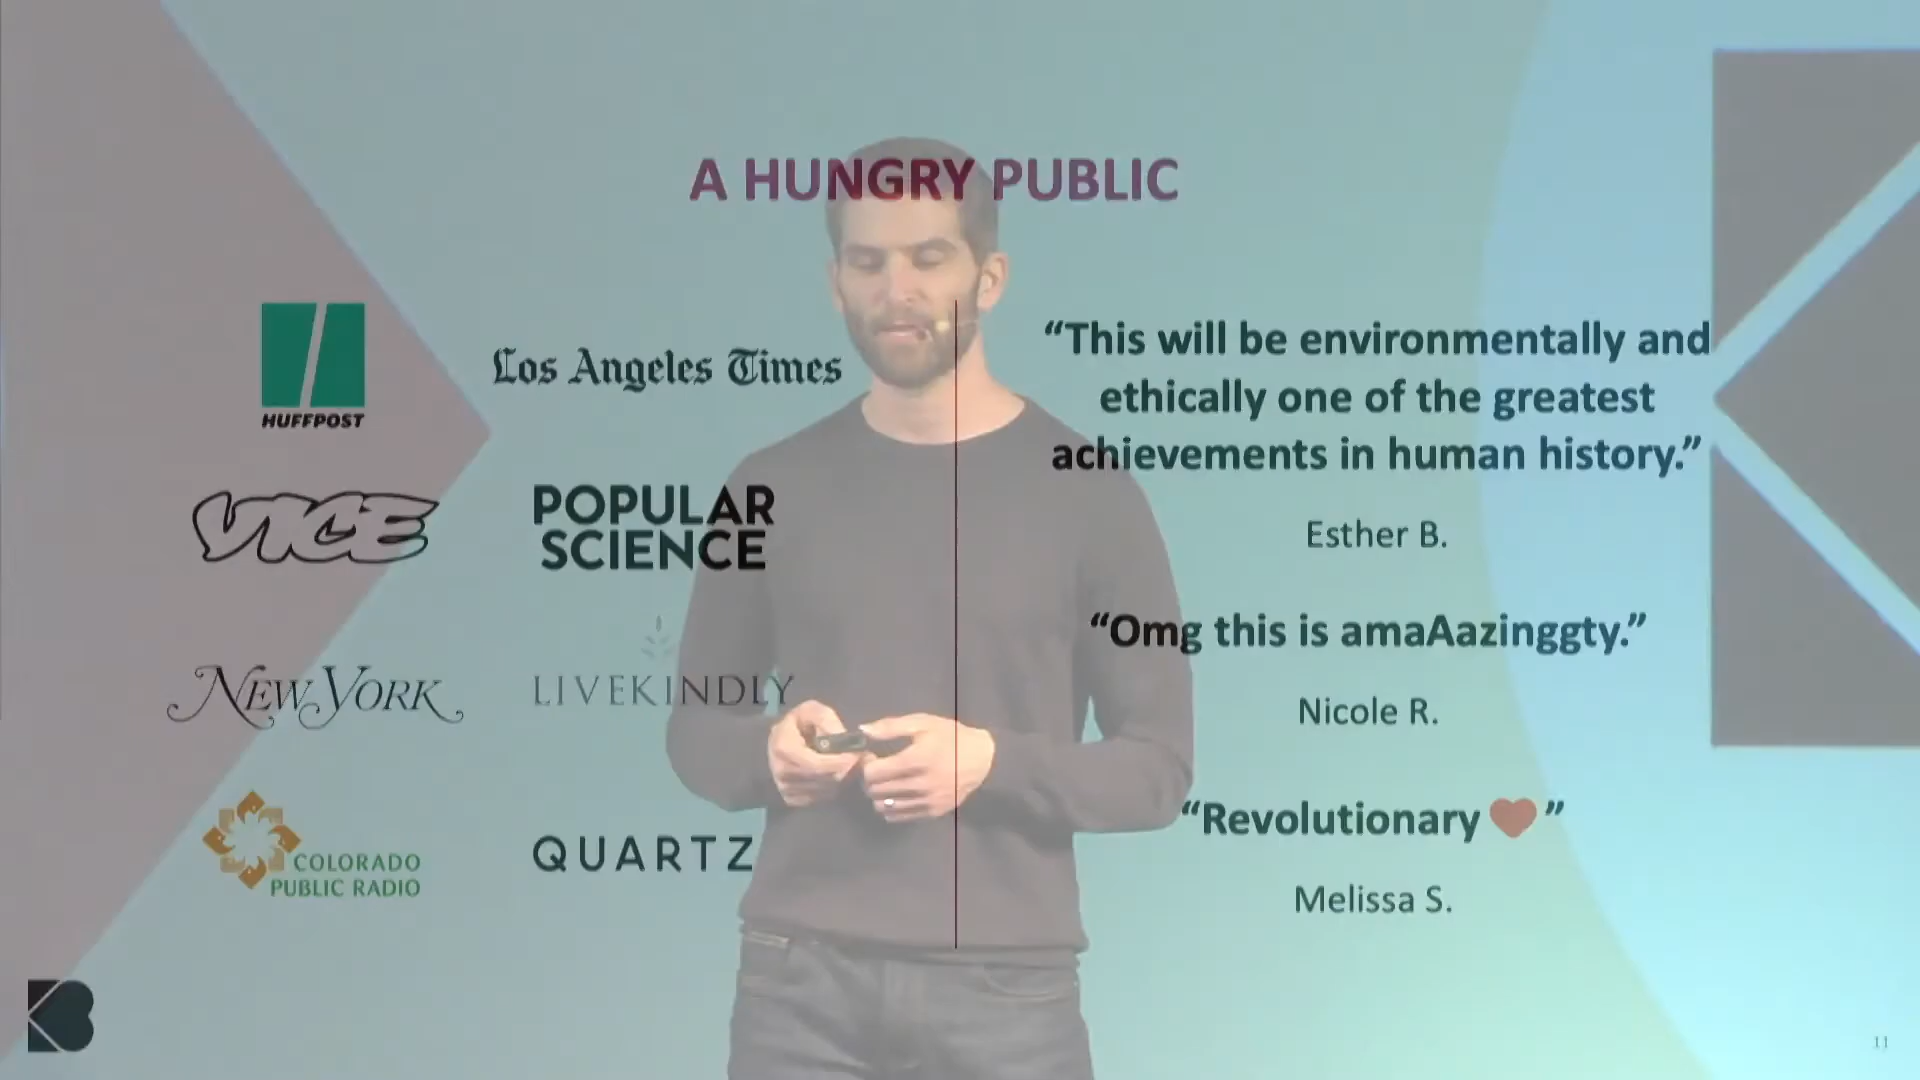 A HUNGRY PUBLIC
HUFFPOST
Los Angeles Times
VICE
POPULAR
SCIENCE
NEW YORK
LIVEKINDLY
COLORADO
PUBLIC RADIO
QUARTZ
“This will be environmentally and
ethically one of the greatest
achievements in human history.”
Esther B.
“Omg this is amaAazinggty.”
Nicole R.
“Revolutionary ❤”
Melissa S.
11